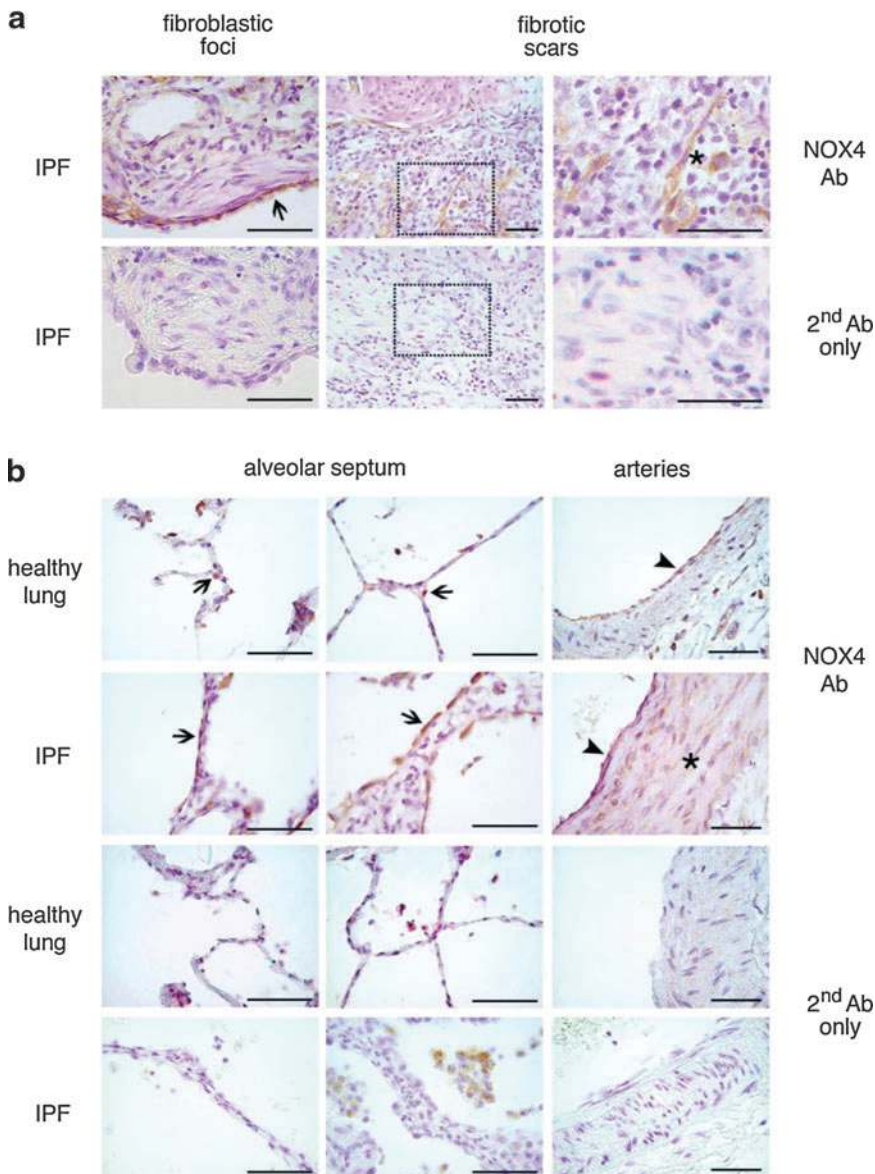 a
fibroblastic
foci
fibrotic
scars
IPF
*
NOX4
Ab
IPF
2nd Ab
only
b
alveolar septum
arteries
healthy
lung
NOX4
Ab
IPF
*
healthy
lung
2nd Ab
only
IPF